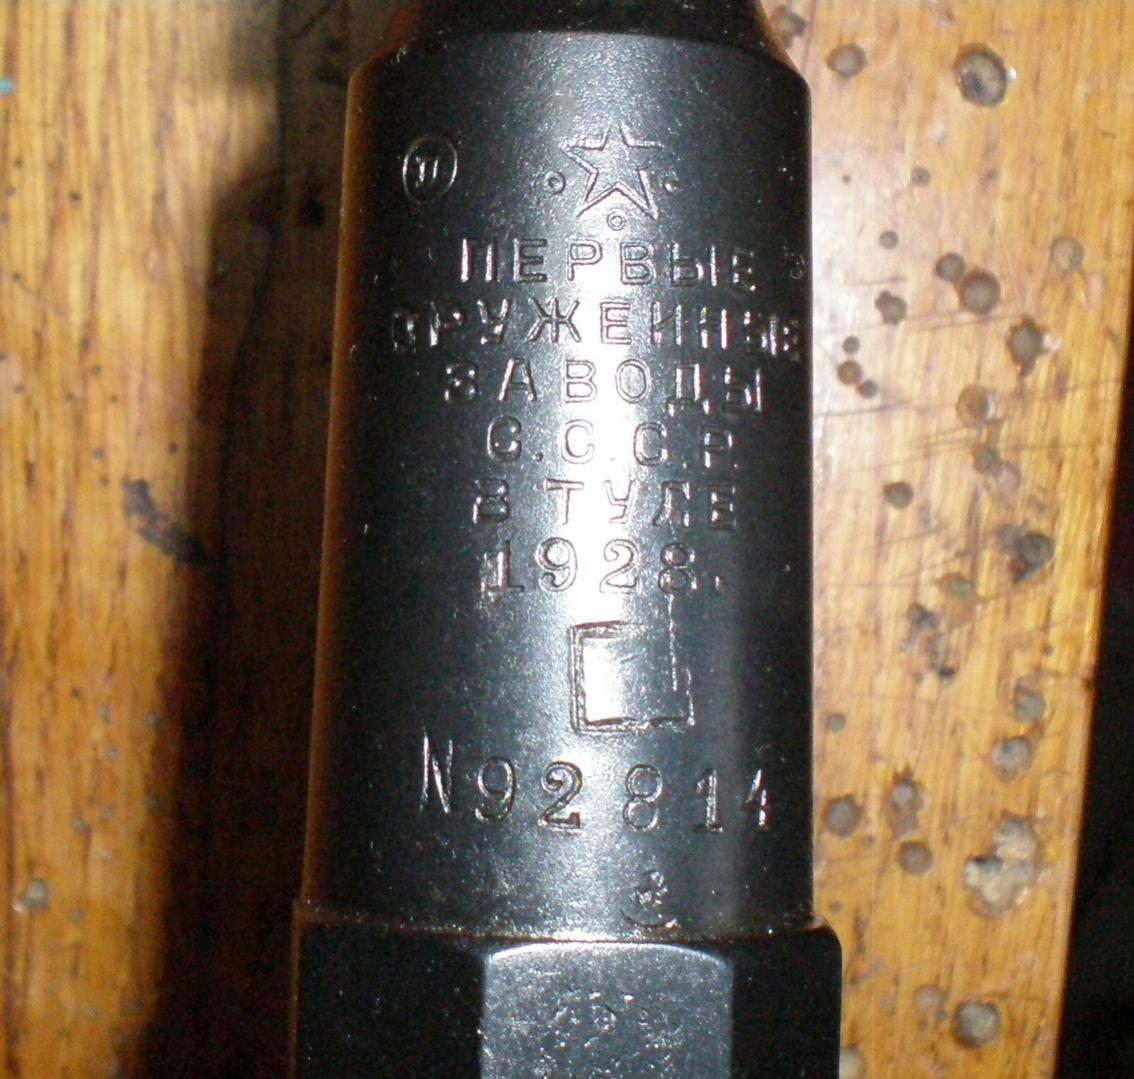 П
ПЕРВЫЕ
ОРУЖЕЙНЫЕ
ЗАВОДЫ
С.С.С.Р.
В ТУЛЕ
1928.
N92814